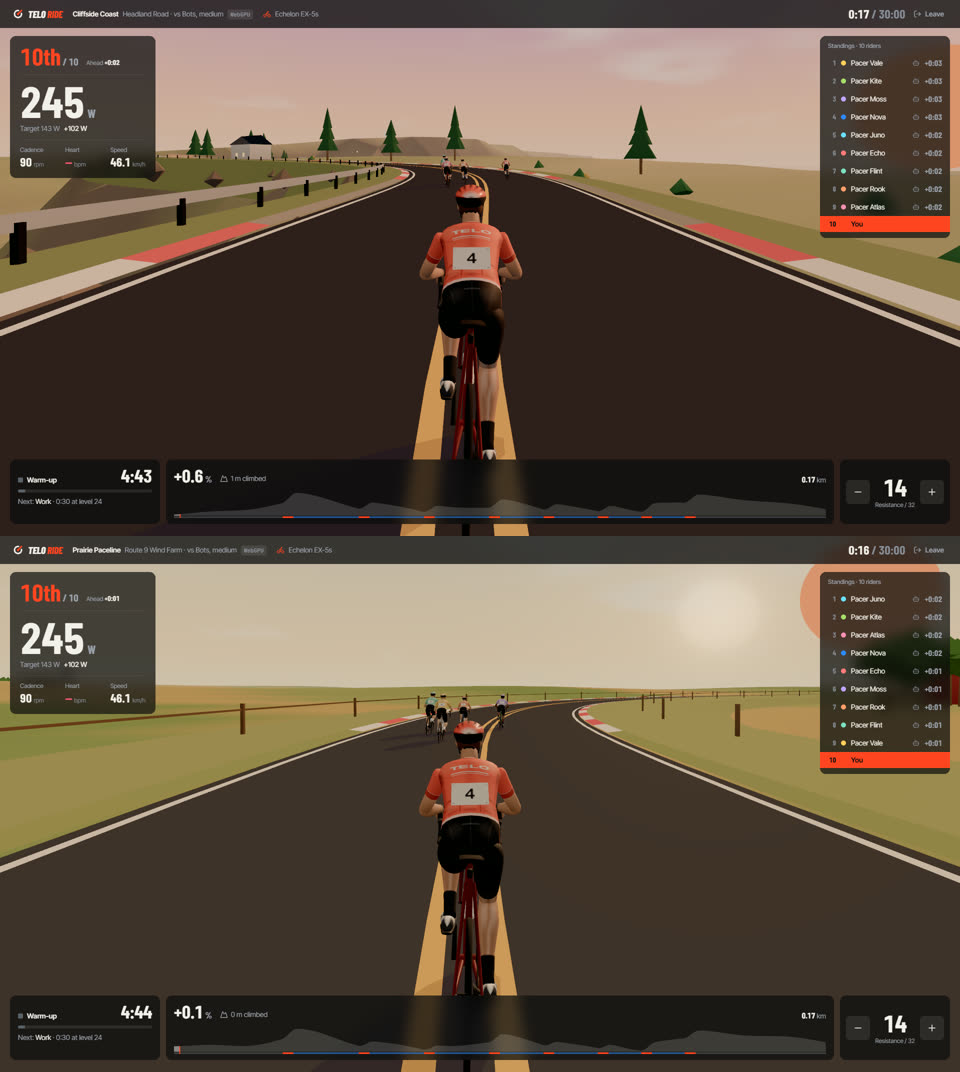 TELO RIDE Cliffside Coast Headland Road · vs Bots, medium WebGPU Echelon EX-5s 0:17 / 30:00 Leave
10th / 10 Ahead +0:02
245 W
Target 143 W +102 W
Cadence Heart Speed
90 rpm — bpm 46.1 km/h
Standings · 10 riders
1 Pacer Vale +0:03
2 Pacer Kite +0:03
3 Pacer Moss +0:03
4 Pacer Nova +0:03
5 Pacer Juno +0:02
6 Pacer Echo +0:02
7 Pacer Flint +0:02
8 Pacer Rook +0:02
9 Pacer Atlas +0:02
10 You
TELO
4
Warm-up 4:43
Next: Work · 0:30 at level 24
+0.6 % 1 m climbed 0.17 km
− 14 +
Resistance / 32
TELO RIDE Prairie Paceline Route 9 Wind Farm · vs Bots, medium WebGPU Echelon EX-5s 0:16 / 30:00 Leave
10th / 10 Ahead +0:01
245 W
Target 143 W +102 W
Cadence Heart Speed
90 rpm — bpm 46.1 km/h
Standings · 10 riders
1 Pacer Juno +0:02
2 Pacer Kite +0:02
3 Pacer Atlas +0:02
4 Pacer Nova +0:02
5 Pacer Echo +0:01
6 Pacer Moss +0:01
7 Pacer Rook +0:01
8 Pacer Flint +0:01
9 Pacer Vale +0:01
10 You
TELO
4
Warm-up 4:44
Next: Work · 0:30 at level 24
+0.1 % 0 m climbed 0.17 km
− 14 +
Resistance / 32